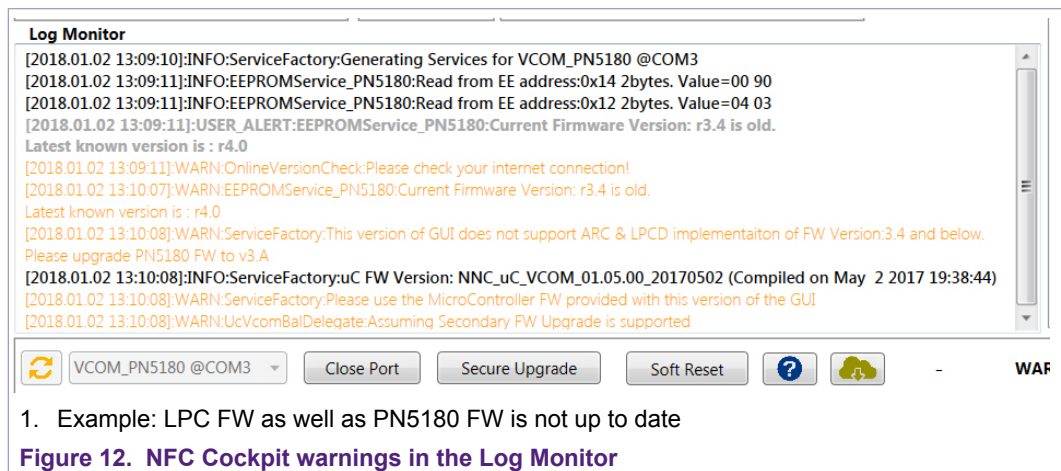 Log Monitor
[2018.01.02 13:09:10]:INFO:ServiceFactory:Generating Services for VCOM_PN5180 @COM3
[2018.01.02 13:09:11]:INFO:EEPROMService_PN5180:Read from EE address:0x14 2bytes. Value=00 90
[2018.01.02 13:09:11]:INFO:EEPROMService_PN5180:Read from EE address:0x12 2bytes. Value=04 03
[2018.01.02 13:09:11]:USER_ALERT:EEPROMService_PN5180:Current Firmware Version: r3.4 is old.
Latest known version is : r4.0
[2018.01.02 13:09:11]:WARN:OnlineVersionCheck:Please check your internet connection!
[2018.01.02 13:10:07]:WARN:EEPROMService_PN5180:Current Firmware Version: r3.4 is old.
Latest known version is : r4.0
[2018.01.02 13:10:08]:WARN:ServiceFactory:This version of GUI does not support ARC & LPCD implementaiton of FW Version:3.4 and below.
Please upgrade PN5180 FW to v3.A
[2018.01.02 13:10:08]:INFO:ServiceFactory:uC FW Version: NNC_uC_VCOM_01.05.00_20170502 (Compiled on May  2 2017 19:38:44)
[2018.01.02 13:10:08]:WARN:ServiceFactory:Please use the MicroController FW provided with this version of the GUI
[2018.01.02 13:10:08]:WARN:UcVcomBalDelegate:Assuming Secondary FW Upgrade is supported
VCOM_PN5180 @COM3 Close Port Secure Upgrade Soft Reset ? - WAR
1. Example: LPC FW as well as PN5180 FW is not up to date
Figure 12. NFC Cockpit warnings in the Log Monitor